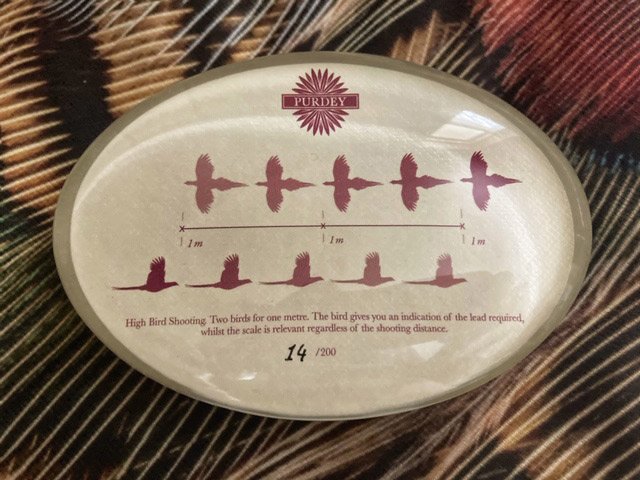 PURDEY
1m 1m 1m
High Bird Shooting. Two birds for one metre. The bird gives you an indication of the lead required,
whilst the scale is relevant regardless of the shooting distance.
14 /200